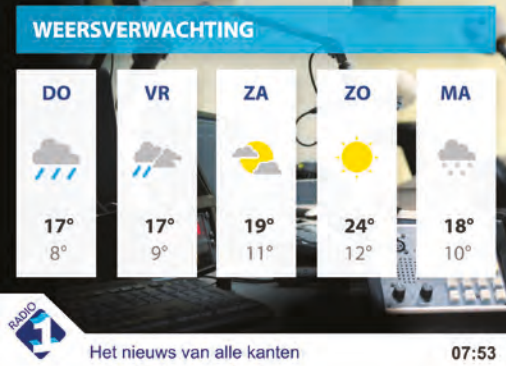 WEERSVERWACHTING
DO VR ZA ZO MA
17° 17° 19° 24° 18°
8° 9° 11° 12° 10°
RADIO
1
Het nieuws van alle kanten 07:53